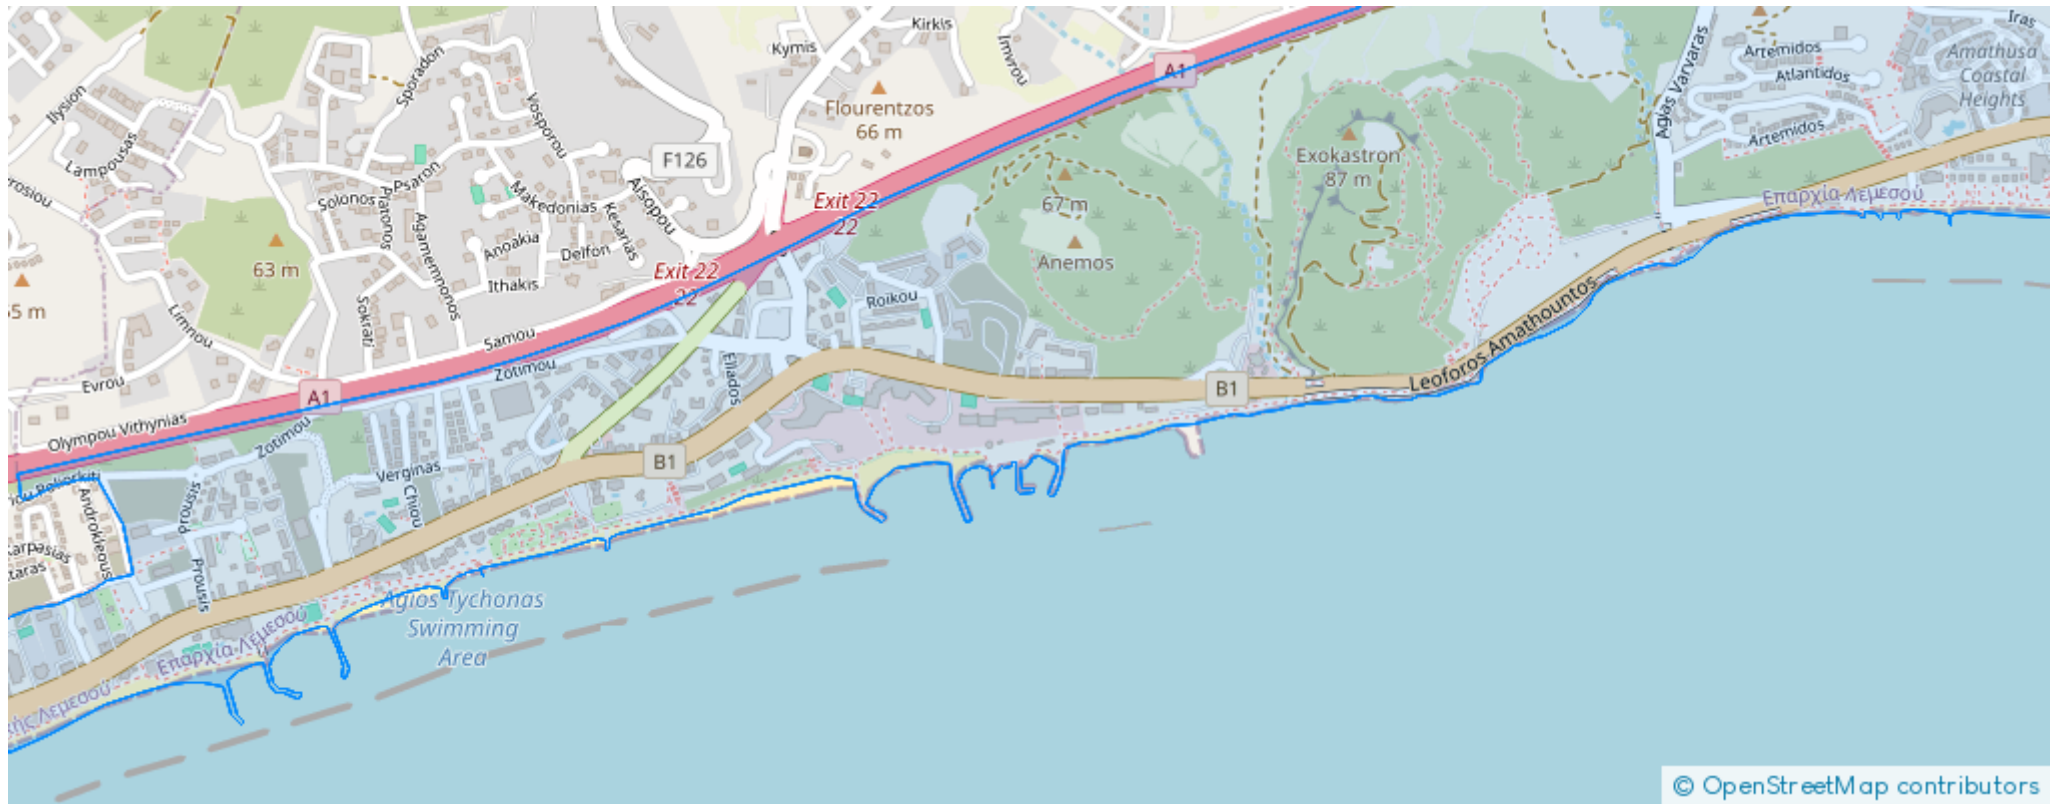 Kirkis
Kymis
Imvrou
A1
Iras
Artemidos
Amathusa
Coastal
Heights
Atlantidos
Agias Varvaras
Artemidos
Ilysion
Sporadon
Vosporou
Flourentzos
66 m
Lampousas
F126
Exokastron
87 m
Psaron
Solonos
Makedonias
Aisopou
Kesarias
Exit 22
22
67 m
Anemos
Επαρχία Λεμεσού
Agamemnonos
Anoakia
Delfon
63 m
Ithakis
Exit 22
22
Roikou
Sokrati
Limnou
Samou
Zotimou
Ellados
Leoforos Amathountos
Evrou
A1
B1
Olympou Vithynias
Zotimou
B1
Verginas
Chiou
Prousis
Androkleous
Prousis
Agios Tychonas
Swimming
Area
Επαρχία Λεμεσού
© OpenStreetMap contributors